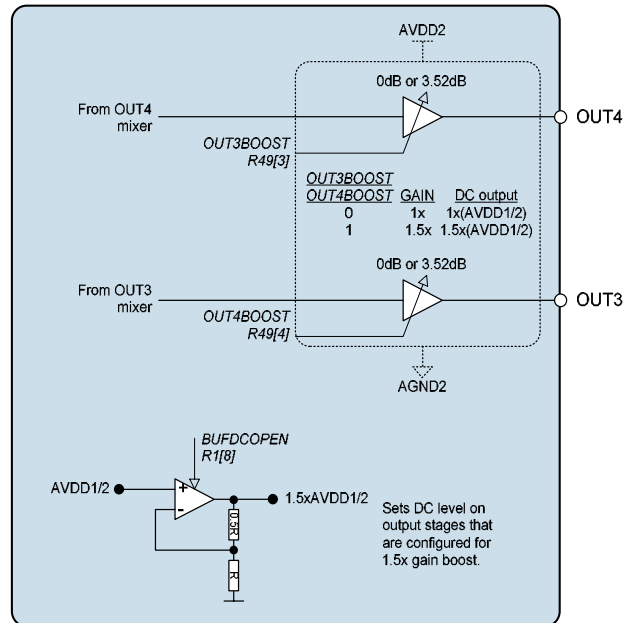 AVDD2
0dB or 3.52dB
From OUT4
mixer
OUT4
OUT3BOOST
R49[3]
OUT3BOOST
OUT4BOOST GAIN DC output
0 1x 1x(AVDD1/2)
1 1.5x 1.5x(AVDD1/2)
0dB or 3.52dB
From OUT3
mixer
OUT3
OUT4BOOST
R49[4]
AGND2
BUFDCOPEN
R1[8]
AVDD1/2
+
-
1.5xAVDD1/2
0.5R
R
Sets DC level on
output stages that
are configured for
1.5x gain boost.